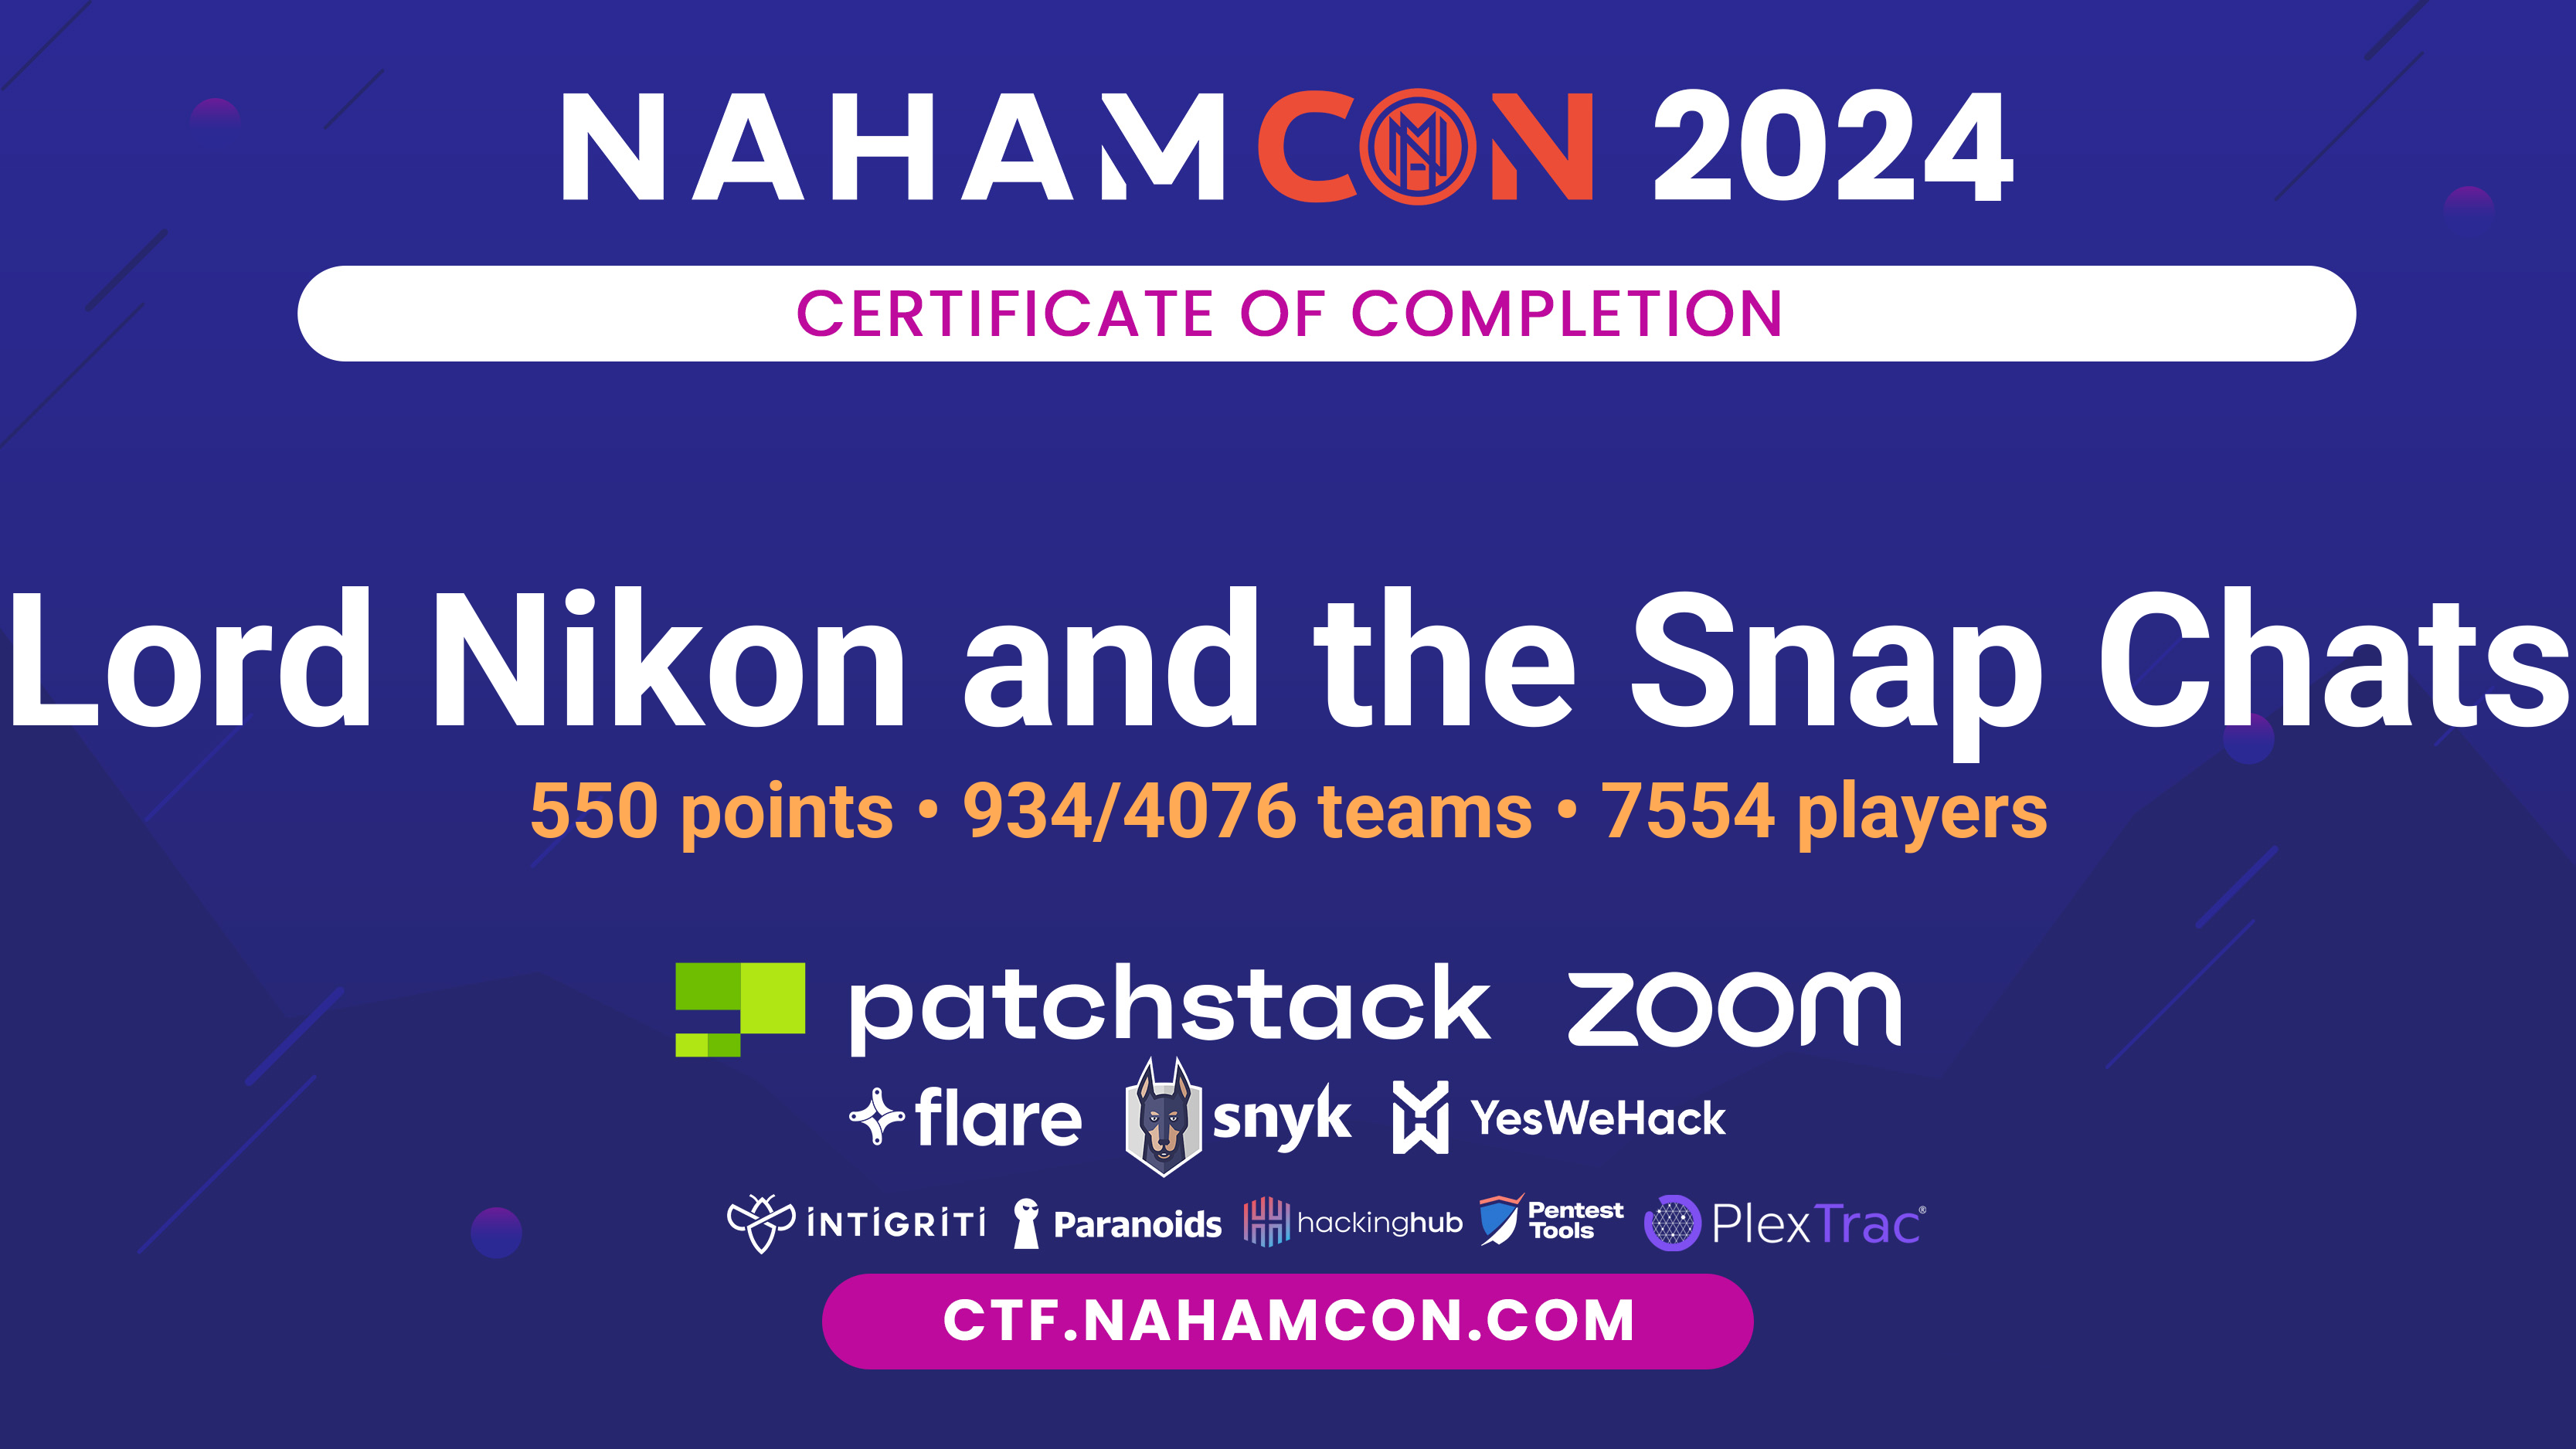 NAHAMCON 2024
CERTIFICATE OF COMPLETION
Lord Nikon and the Snap Chats
550 points • 934/4076 teams • 7554 players
patchstack zoom
flare snyk YesWeHack
INTIGRITI Paranoids hackinghub Pentest Tools PlexTrac®
CTF.NAHAMCON.COM